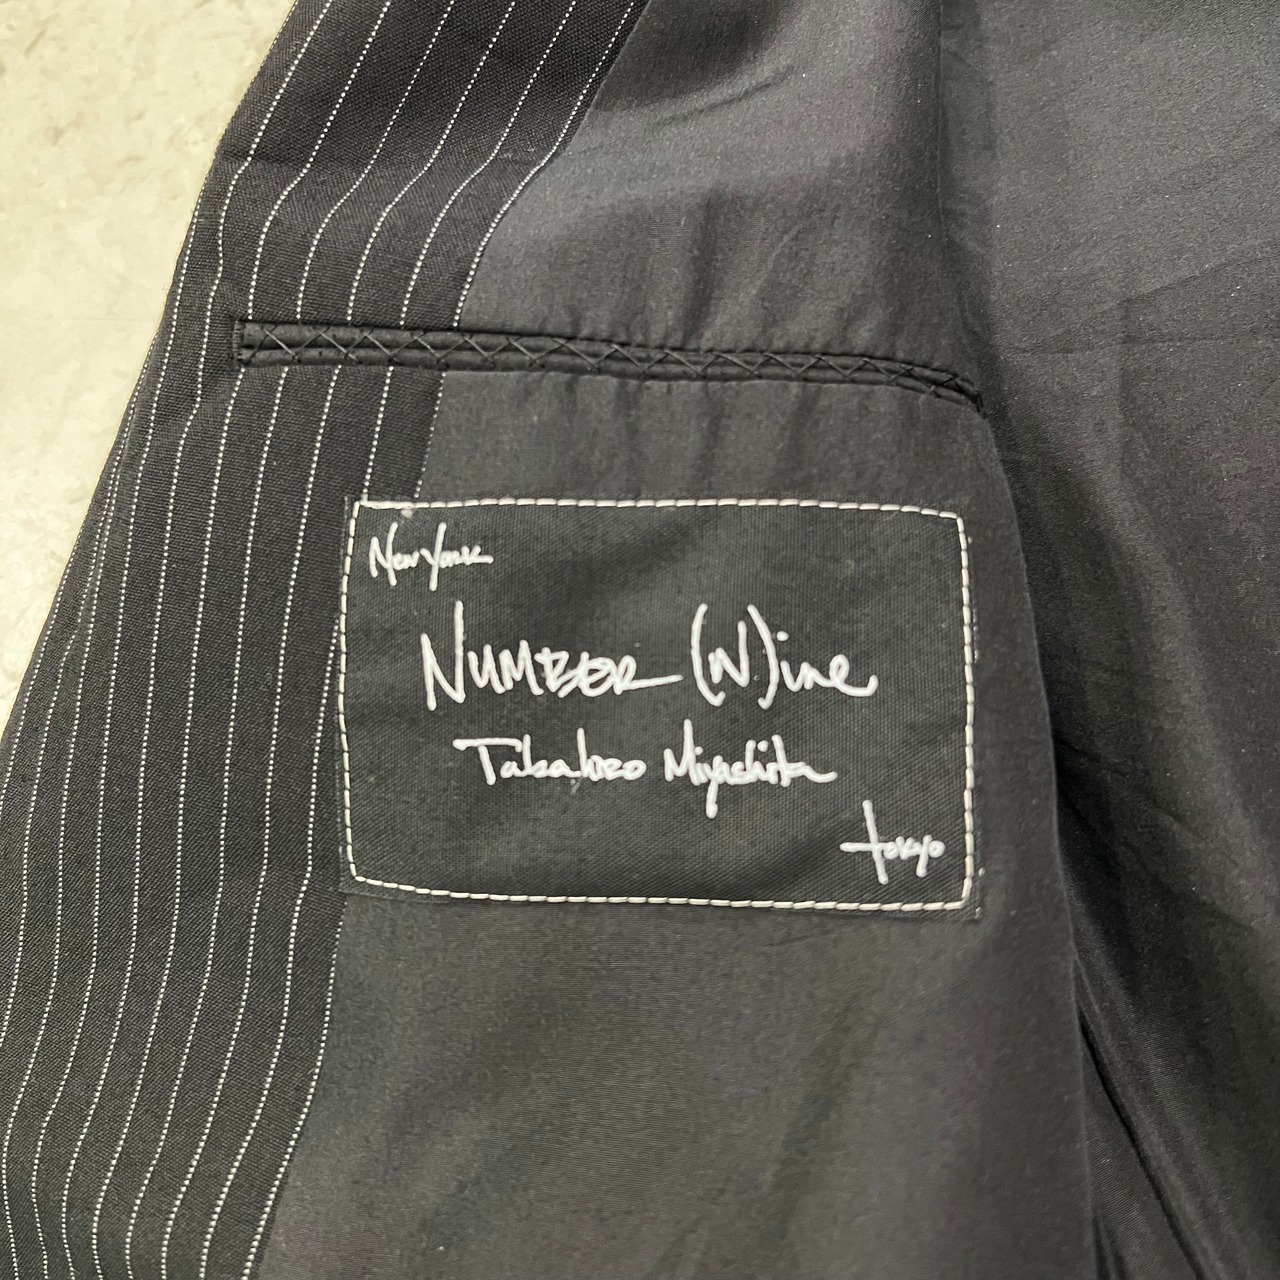 New York
NUMBER (N)ine
Takahiro Miyashita
tokyo